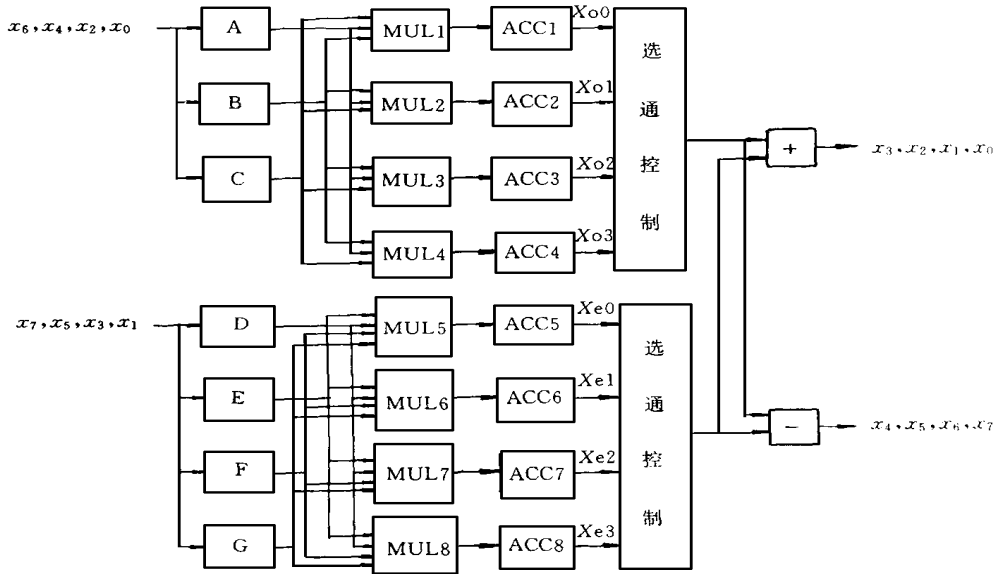 x6,x4,x2,x0
A
B
C
MUL1
MUL2
MUL3
MUL4
ACC1
ACC2
ACC3
ACC4
Xo0
Xo1
Xo2
Xo3
选
通
控
制
+
x3,x2,x1,x0
x7,x5,x3,x1
D
E
F
G
MUL5
MUL6
MUL7
MUL8
ACC5
ACC6
ACC7
ACC8
Xe0
Xe1
Xe2
Xe3
选
通
控
制
−
x4,x5,x6,x7